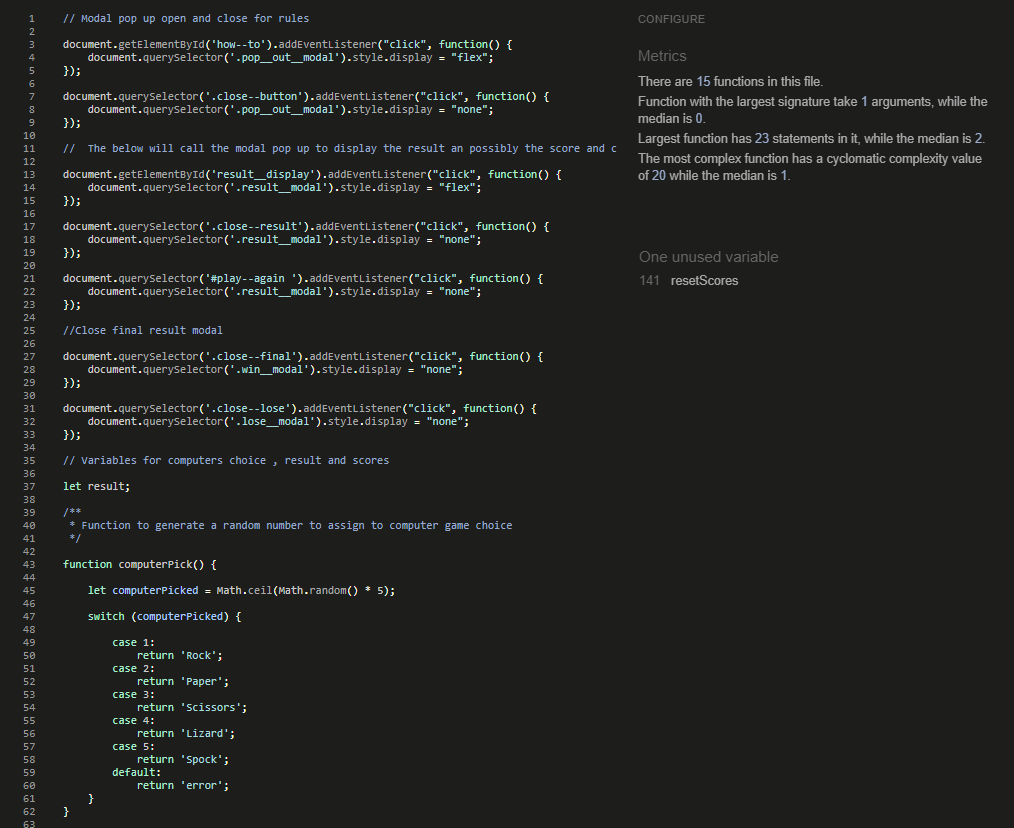 1 // Modal pop up open and close for rules
2
3 document.getElementById('how--to').addEventListener("click", function() {
4     document.querySelector('.pop__out__modal').style.display = "flex";
5 });
6
7 document.querySelector('.close--button').addEventListener("click", function() {
8     document.querySelector('.pop__out__modal').style.display = "none";
9 });
10
11 //  The below will call the modal pop up to display the result an possibly the score and c
12
13 document.getElementById('result__display').addEventListener("click", function() {
14     document.querySelector('.result__modal').style.display = "flex";
15 });
16
17 document.querySelector('.close--result').addEventListener("click", function() {
18     document.querySelector('.result__modal').style.display = "none";
19 });
20
21 document.querySelector('#play--again ').addEventListener("click", function() {
22     document.querySelector('.result__modal').style.display = "none";
23 });
24
25 //Close final result modal
26
27 document.querySelector('.close--final').addEventListener("click", function() {
28     document.querySelector('.win__modal').style.display = "none";
29 });
30
31 document.querySelector('.close--lose').addEventListener("click", function() {
32     document.querySelector('.lose__modal').style.display = "none";
33 });
34
35 // Variables for computers choice , result and scores
36
37 let result;
38
39 /**
40  * Function to generate a random number to assign to computer game choice
41  */
42
43 function computerPick() {
44
45     let computerPicked = Math.ceil(Math.random() * 5);
46
47     switch (computerPicked) {
48
49         case 1:
50             return 'Rock';
51         case 2:
52             return 'Paper';
53         case 3:
54             return 'Scissors';
55         case 4:
56             return 'Lizard';
57         case 5:
58             return 'Spock';
59         default:
60             return 'error';
61     }
62 }
63
CONFIGURE
Metrics
There are 15 functions in this file.
Function with the largest signature take 1 arguments, while the
median is 0.
Largest function has 23 statements in it, while the median is 2.
The most complex function has a cyclomatic complexity value
of 20 while the median is 1.
One unused variable
141 resetScores